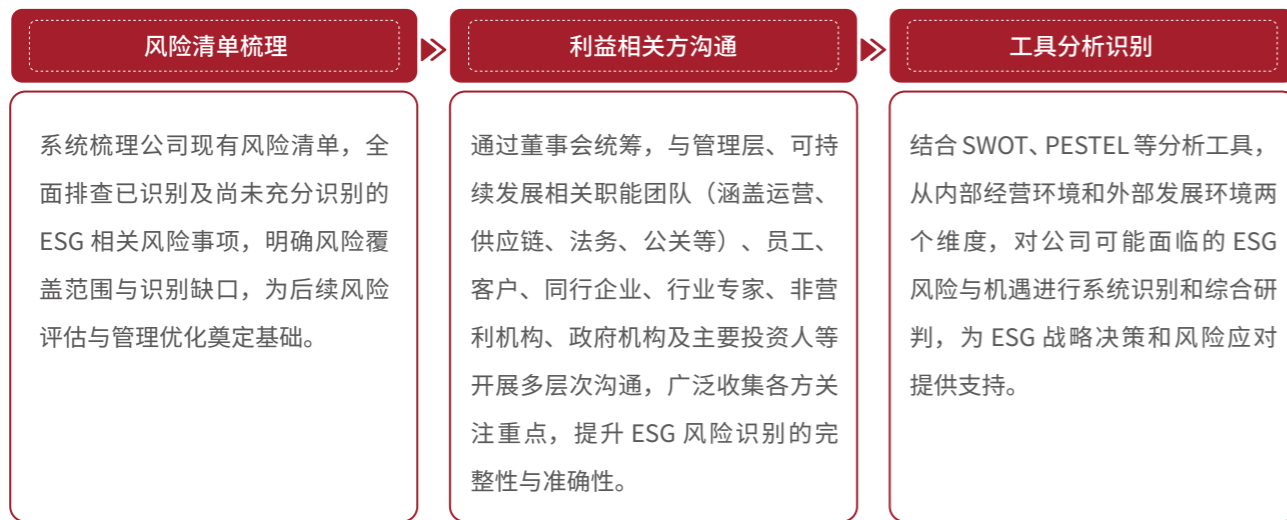 风险清单梳理
系统梳理公司现有风险清单，全
面排查已识别及尚未充分识别的
ESG 相关风险事项，明确风险覆
盖范围与识别缺口，为后续风险
评估与管理优化奠定基础。
利益相关方沟通
通过董事会统筹，与管理层、可持
续发展相关职能团队（涵盖运营、
供应链、法务、公关等）、员工、
客户、同行企业、行业专家、非营
利机构、政府机构及主要投资人等
开展多层次沟通，广泛收集各方关
注重点，提升 ESG 风险识别的完
整性与准确性。
工具分析识别
结合 SWOT、PESTEL 等分析工具，
从内部经营环境和外部发展环境两
个维度，对公司可能面临的 ESG
风险与机遇进行系统识别和综合研
判，为 ESG 战略决策和风险应对
提供支持。